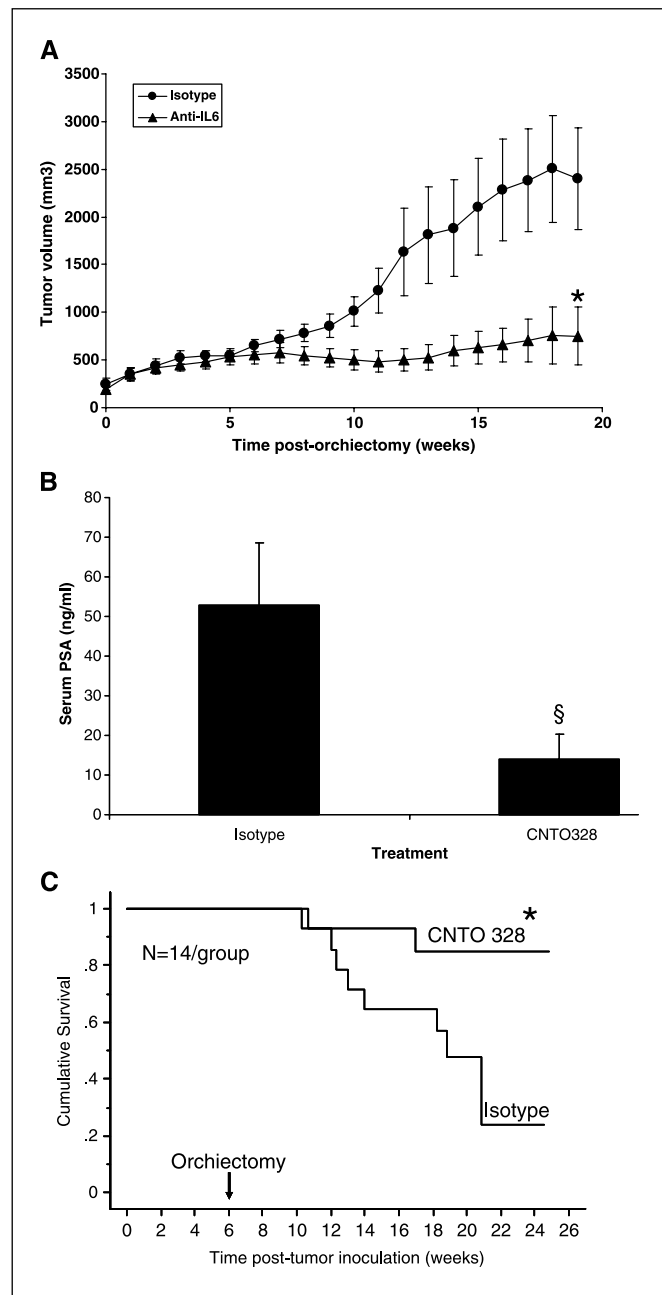 A
3500
3000
2500
2000
1500
1000
500
0
Tumor volume (mm3)
Isotype
Anti-IL6
*
0 5 10 15 20
Time post-orchiectomy (weeks)
B
80
70
60
50
40
30
20
10
0
Serum PSA (ng/ml)
§
Isotype CNTO328
Treatment
C
1
.8
.6
.4
.2
0
Cumulative Survival
N=14/group
*
CNTO 328
Isotype
Orchiectomy
0 2 4 6 8 10 12 14 16 18 20 22 24 26
Time post-tumor inoculation (weeks)